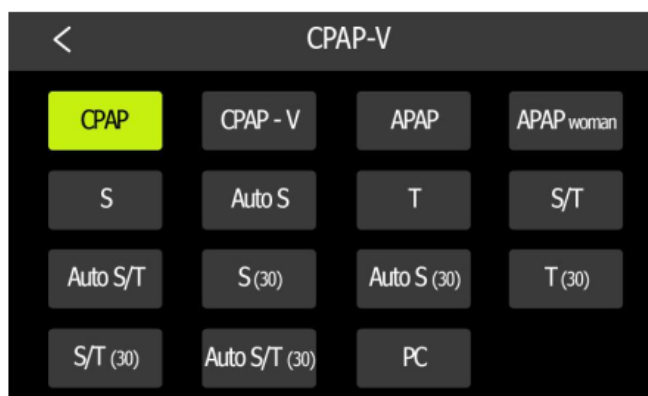 CPAP-V
CPAP CPAP - V APAP APAP woman
S Auto S T S/T
Auto S/T S (30) Auto S (30) T (30)
S/T (30) Auto S/T (30) PC